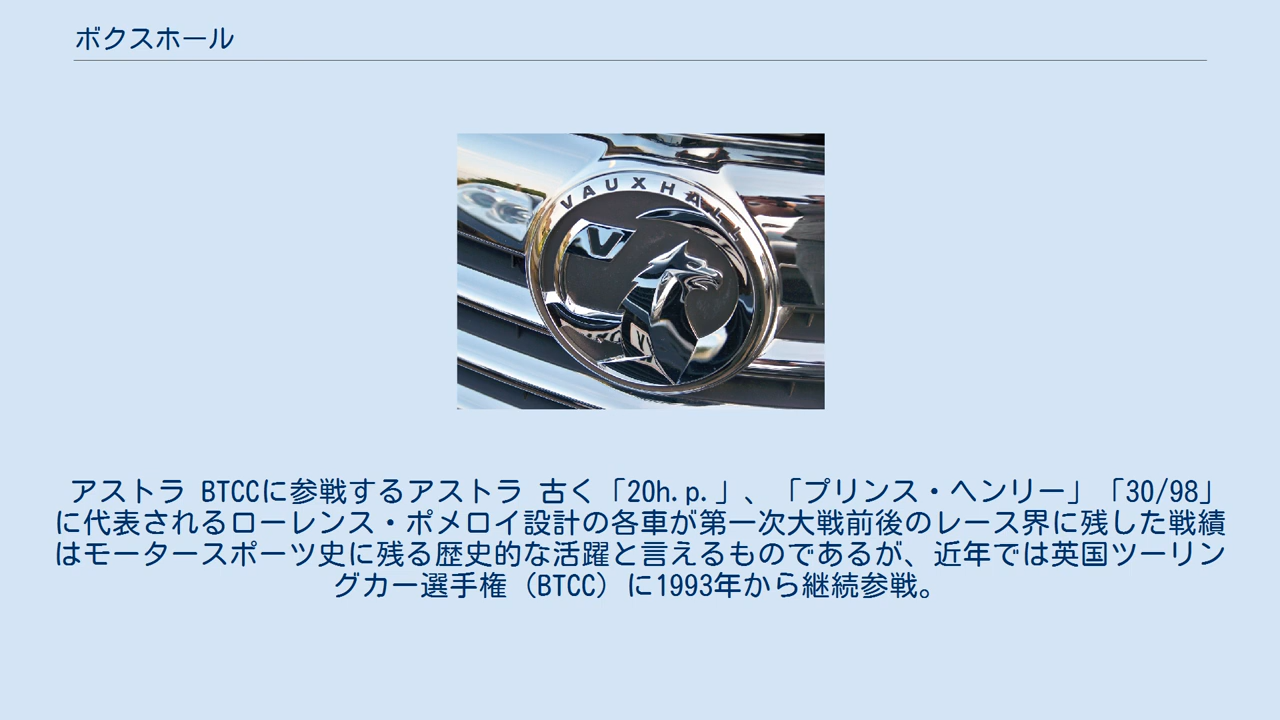 ボクスホール
VAUXHALL
V
V
アストラ BTCCに参戦するアストラ 古く「20h.p.」、「プリンス・ヘンリー」「30/98」
に代表されるローレンス・ポメロイ設計の各車が第一次大戦前後のレース界に残した戦績
はモータースポーツ史に残る歴史的な活躍と言えるものであるが、近年では英国ツーリン
グカー選手権（BTCC）に1993年から継続参戦。